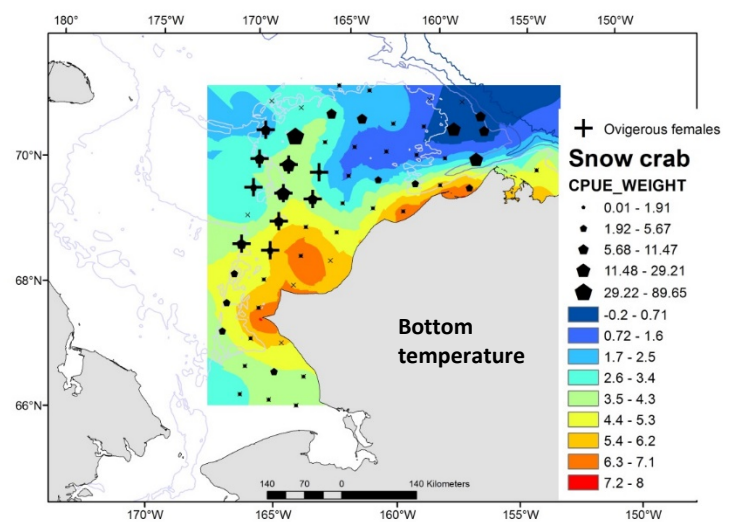 180° 170°W 165°W 160°W 155°W 150°W
70°N
68°N
66°N
Ovigerous females
Snow crab
CPUE_WEIGHT
0.01 - 1.91
1.92 - 5.67
5.68 - 11.47
11.48 - 29.21
29.22 - 89.65
-0.2 - 0.71
0.72 - 1.6
1.7 - 2.5
2.6 - 3.4
3.5 - 4.3
4.4 - 5.3
5.4 - 6.2
6.3 - 7.1
7.2 - 8
Bottom
temperature
140 70 0 140 Kilometers
170°W 165°W 160°W 155°W 150°W